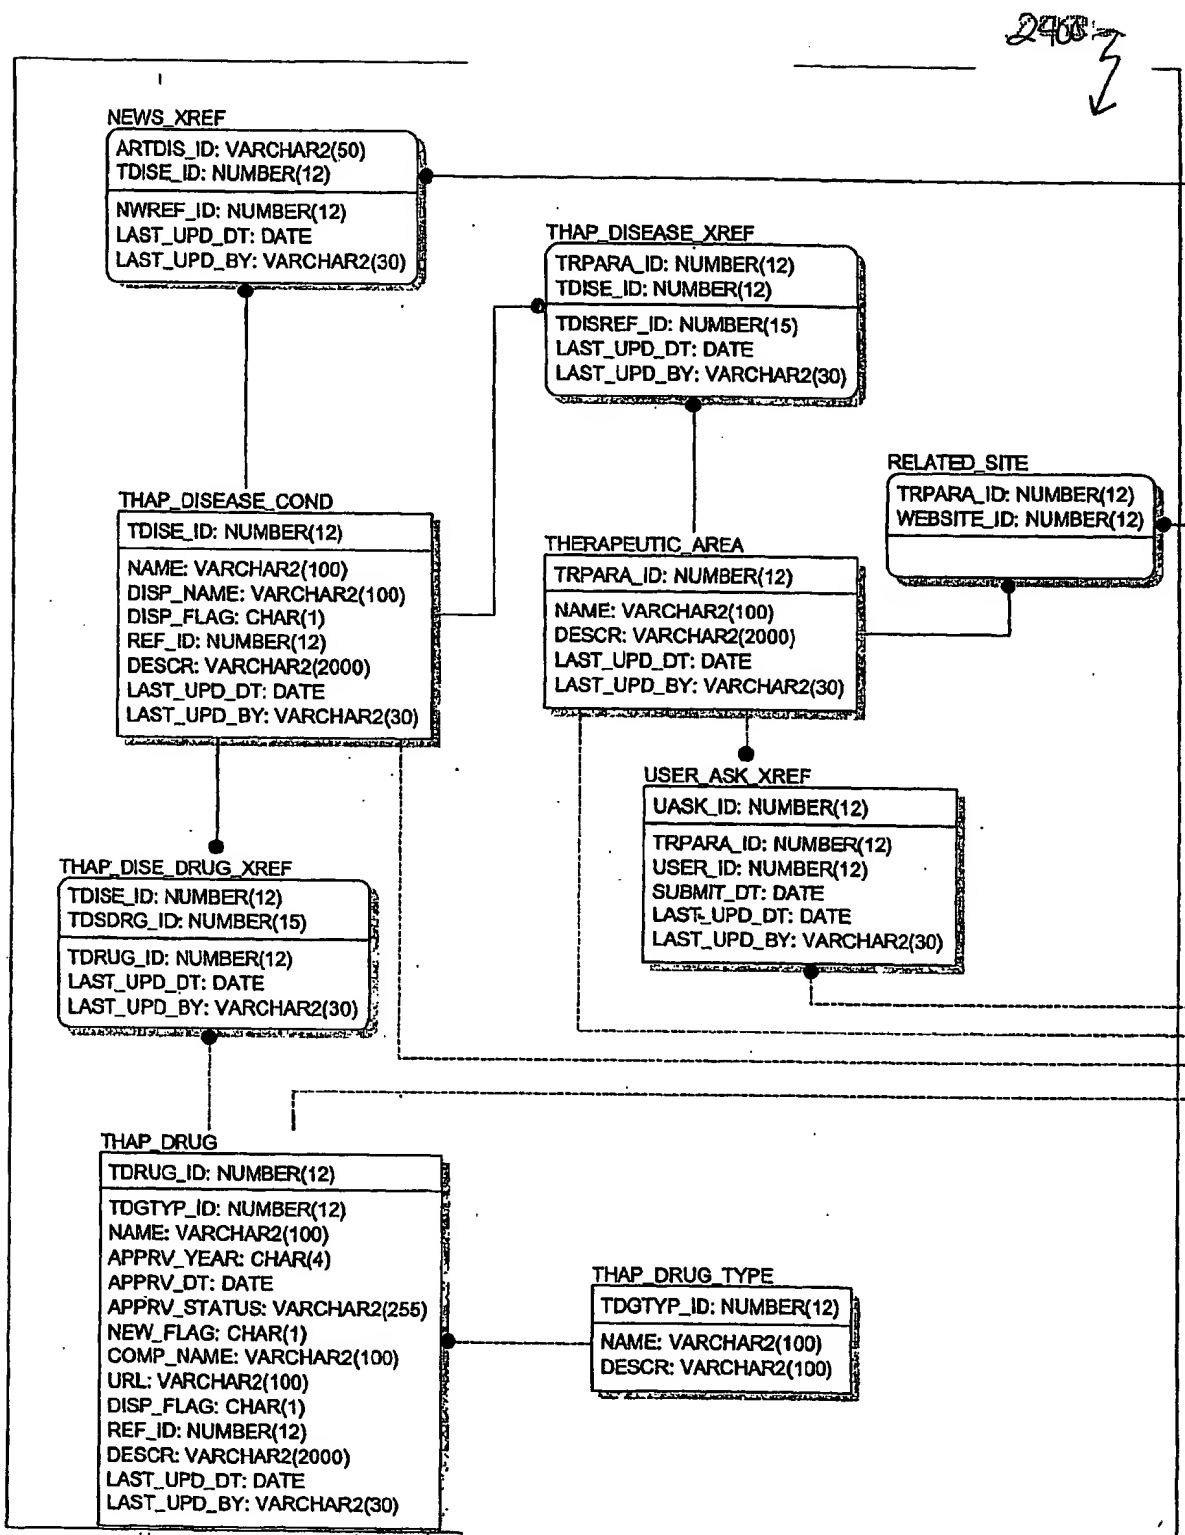 NEWS_XREF
ARTDIS_ID: VARCHAR2(50)
TDISE_ID: NUMBER(12)
NWREF_ID: NUMBER(12)
LAST_UPD_DT: DATE
LAST_UPD_BY: VARCHAR2(30)
THAP_DISEASE_XREF
TRPARA_ID: NUMBER(12)
TDISE_ID: NUMBER(12)
TDISREF_ID: NUMBER(15)
LAST_UPD_DT: DATE
LAST_UPD_BY: VARCHAR2(30)
RELATED_SITE
TRPARA_ID: NUMBER(12)
WEBSITE_ID: NUMBER(12)
THAP_DISEASE_COND
TDISE_ID: NUMBER(12)
NAME: VARCHAR2(100)
DISP_NAME: VARCHAR2(100)
DISP_FLAG: CHAR(1)
REF_ID: NUMBER(12)
DESCR: VARCHAR2(2000)
LAST_UPD_DT: DATE
LAST_UPD_BY: VARCHAR2(30)
THERAPEUTIC_AREA
TRPARA_ID: NUMBER(12)
NAME: VARCHAR2(100)
DESCR: VARCHAR2(2000)
LAST_UPD_DT: DATE
LAST_UPD_BY: VARCHAR2(30)
USER_ASK_XREF
UASK_ID: NUMBER(12)
TRPARA_ID: NUMBER(12)
USER_ID: NUMBER(12)
SUBMIT_DT: DATE
LAST_UPD_DT: DATE
LAST_UPD_BY: VARCHAR2(30)
THAP_DISE_DRUG_XREF
TDISE_ID: NUMBER(12)
TDSDRG_ID: NUMBER(15)
TDRUG_ID: NUMBER(12)
LAST_UPD_DT: DATE
LAST_UPD_BY: VARCHAR2(30)
THAP_DRUG
TDRUG_ID: NUMBER(12)
TDGTYP_ID: NUMBER(12)
NAME: VARCHAR2(100)
APPRV_YEAR: CHAR(4)
APPRV_DT: DATE
APPRV_STATUS: VARCHAR2(255)
NEW_FLAG: CHAR(1)
COMP_NAME: VARCHAR2(100)
URL: VARCHAR2(100)
DISP_FLAG: CHAR(1)
REF_ID: NUMBER(12)
DESCR: VARCHAR2(2000)
LAST_UPD_DT: DATE
LAST_UPD_BY: VARCHAR2(30)
THAP_DRUG_TYPE
TDGTYP_ID: NUMBER(12)
NAME: VARCHAR2(100)
DESCR: VARCHAR2(100)